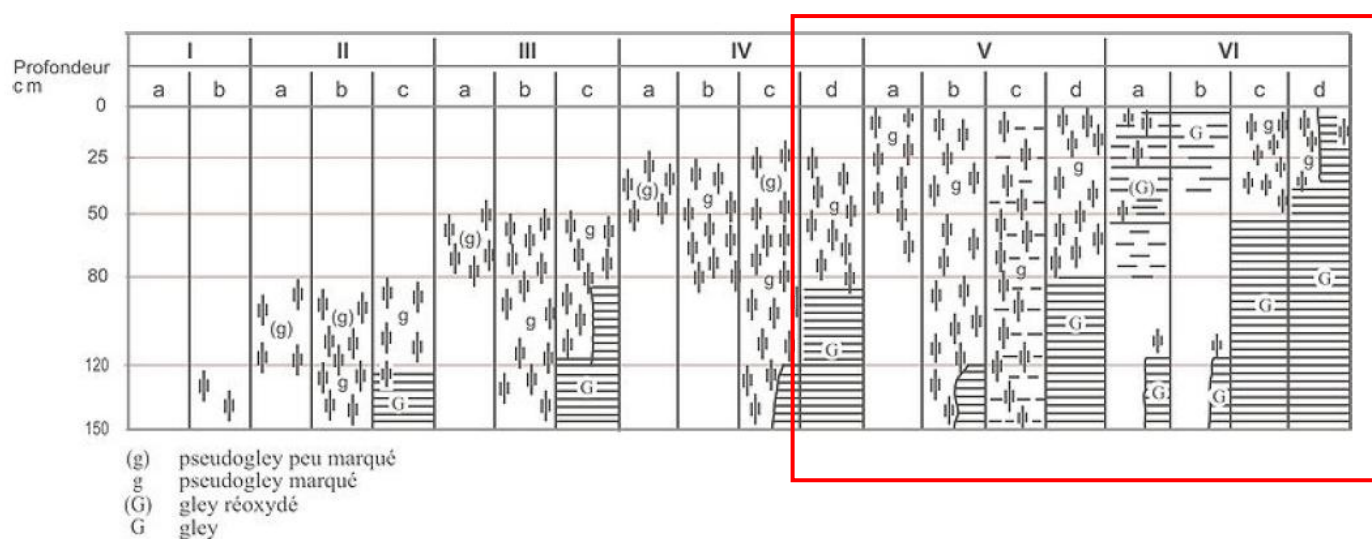 I II III IV V VI
Profondeur
cm
a b a b c a b c a b c d a b c d a b c d
0
g g G g
(g) g
25
(g) g (g) g g (G)
50
(g) g g
80
(g) g g g G
(g) g G G
120
g G G G G
150
(g) pseudogley peu marqué
g pseudogley marqué
(G) gley réoxydé
G gley